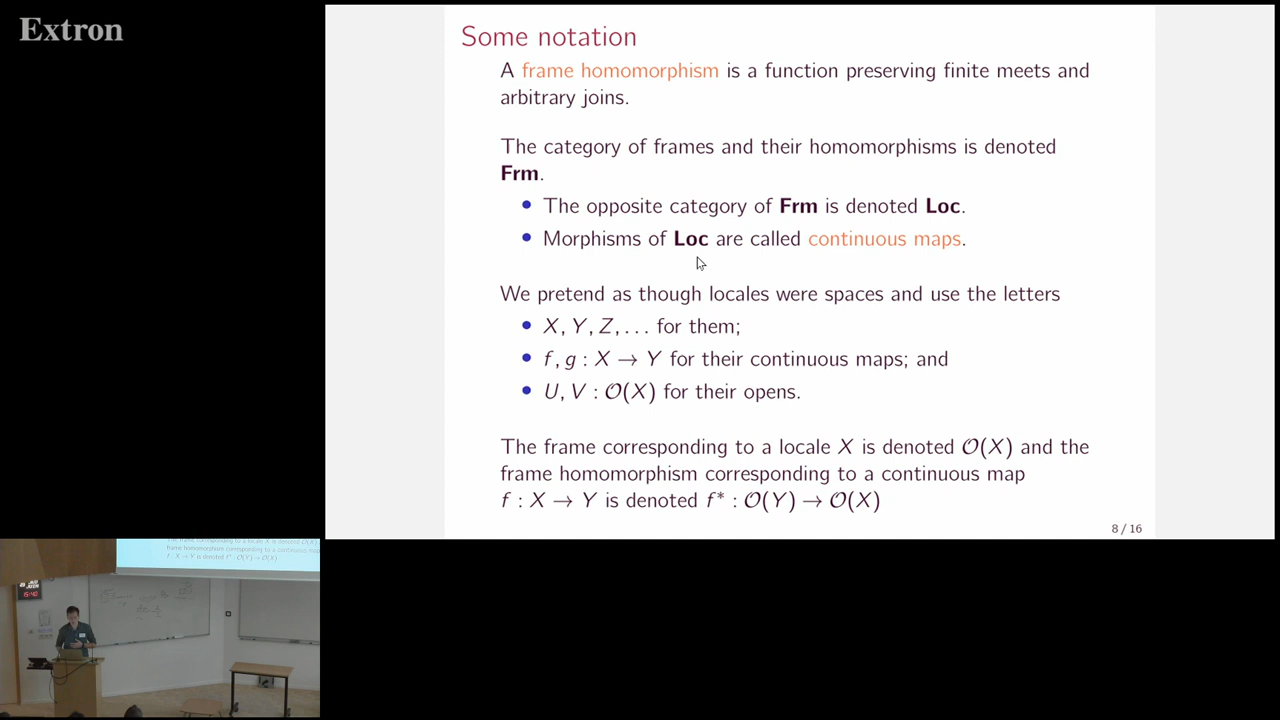 Extron
Some notation
A frame homomorphism is a function preserving finite meets and
arbitrary joins.
The category of frames and their homomorphisms is denoted
Frm.
• The opposite category of Frm is denoted Loc.
• Morphisms of Loc are called continuous maps.
We pretend as though locales were spaces and use the letters
• X, Y, Z, . . . for them;
• f, g : X → Y for their continuous maps; and
• U, V : 𝒪(X) for their opens.
The frame corresponding to a locale X is denoted 𝒪(X) and the
frame homomorphism corresponding to a continuous map
f : X → Y is denoted f* : 𝒪(Y) → 𝒪(X)
8 / 16